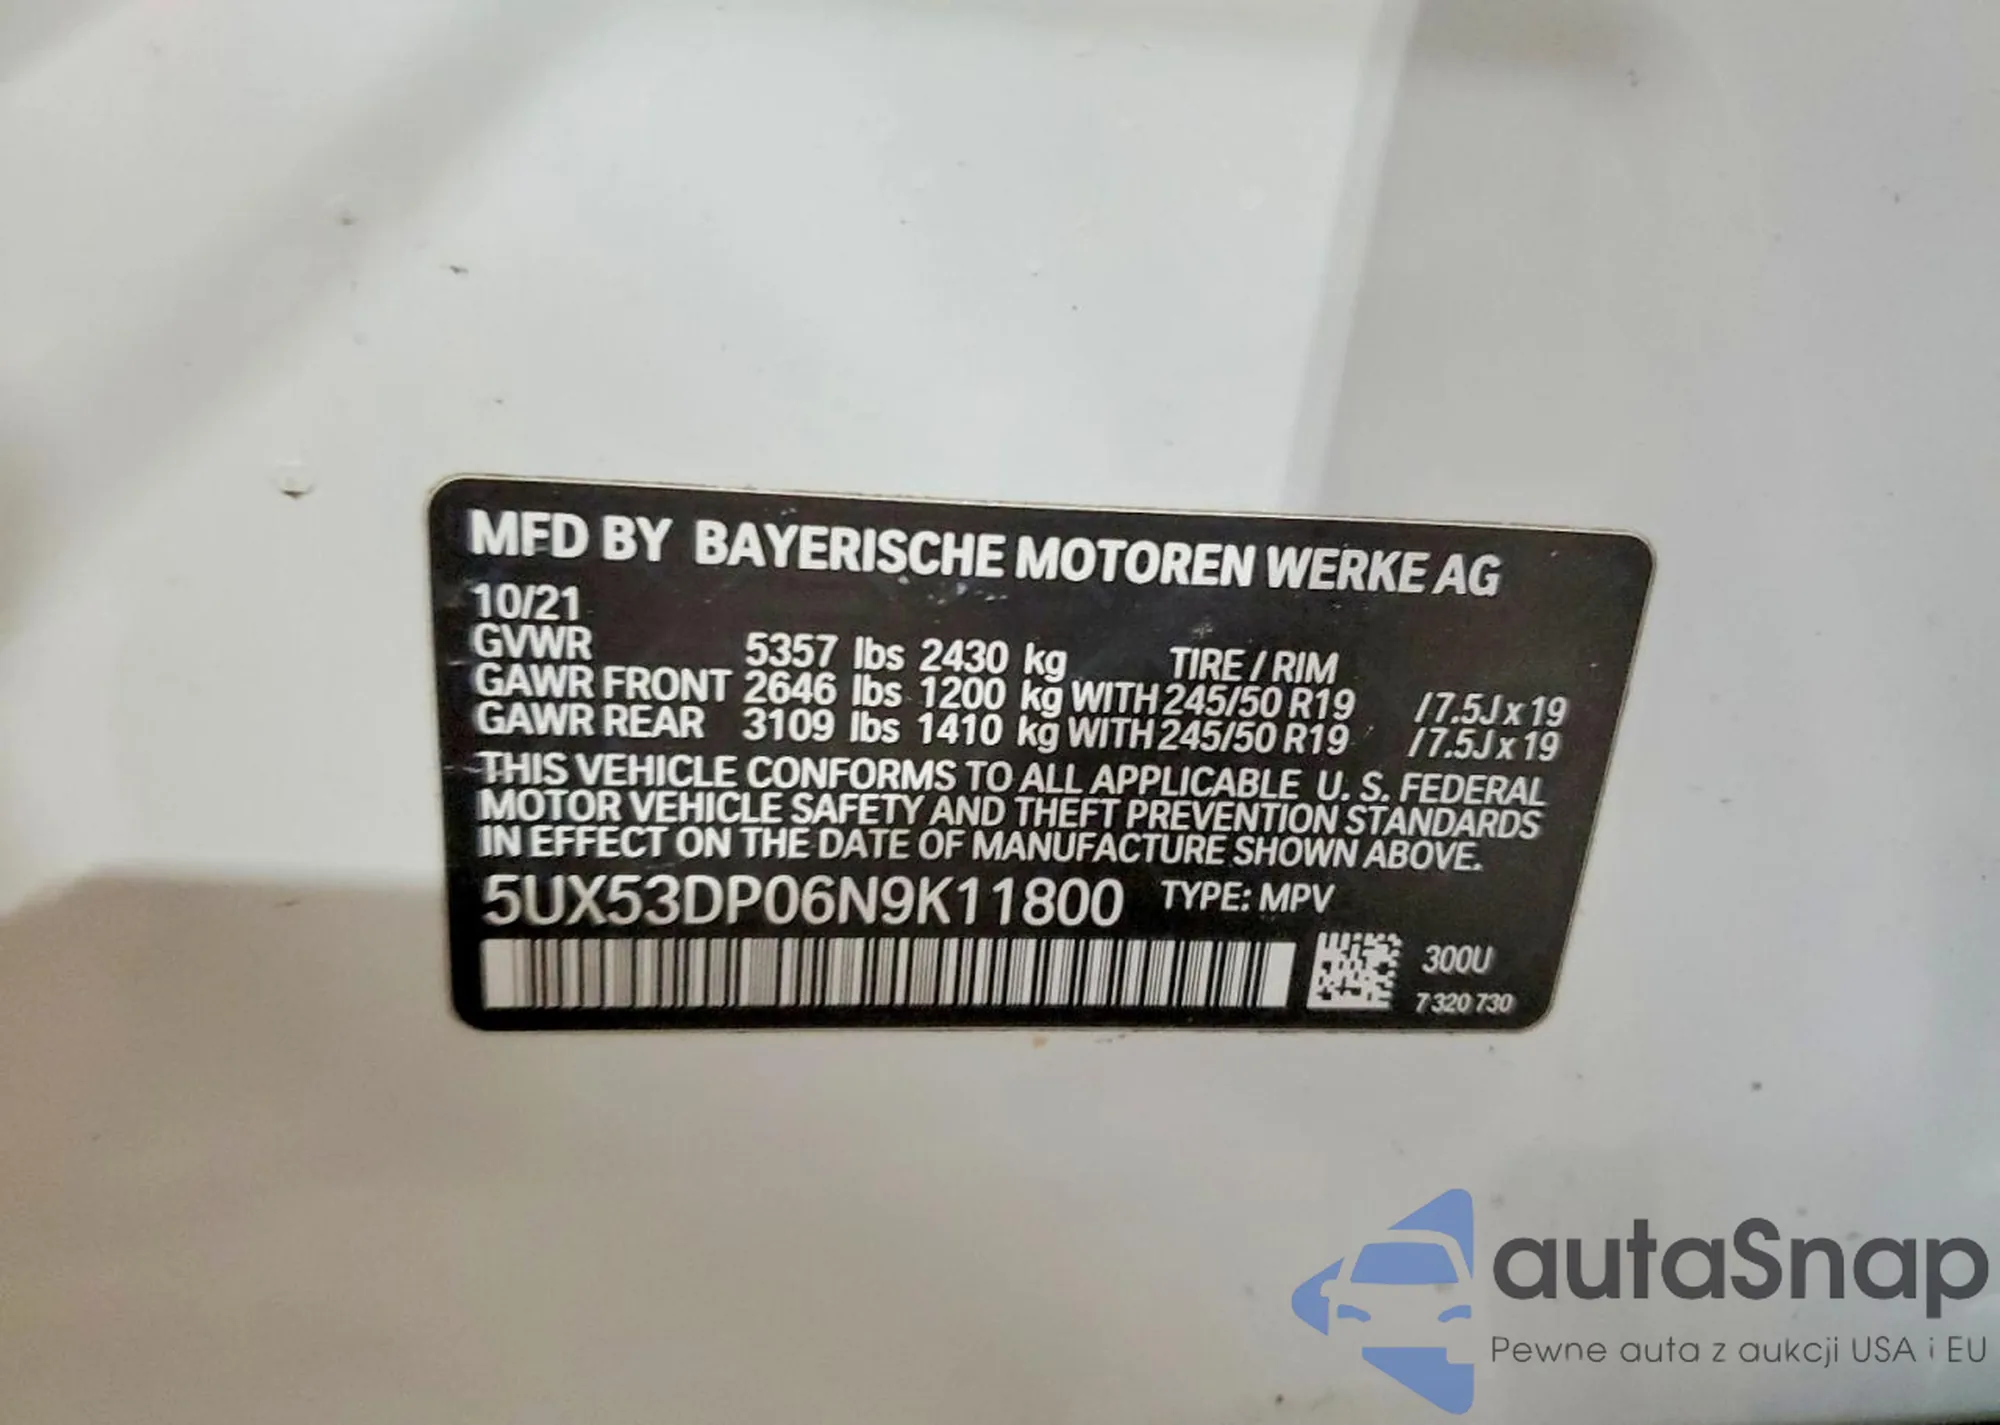 MFD BY BAYERISCHE MOTOREN WERKE AG
10/21
GVWR 5357 lbs 2430 kg TIRE / RIM
GAWR FRONT 2646 lbs 1200 kg WITH 245/50 R19 / 7.5J x 19
GAWR REAR 3109 lbs 1410 kg WITH 245/50 R19 / 7.5J x 19
THIS VEHICLE CONFORMS TO ALL APPLICABLE U. S. FEDERAL
MOTOR VEHICLE SAFETY AND THEFT PREVENTION STANDARDS
IN EFFECT ON THE DATE OF MANUFACTURE SHOWN ABOVE.
5UX53DP06N9K11800 TYPE: MPV
300U
7 320 730
autaSnap
Pewne auta z aukcji USA i EU